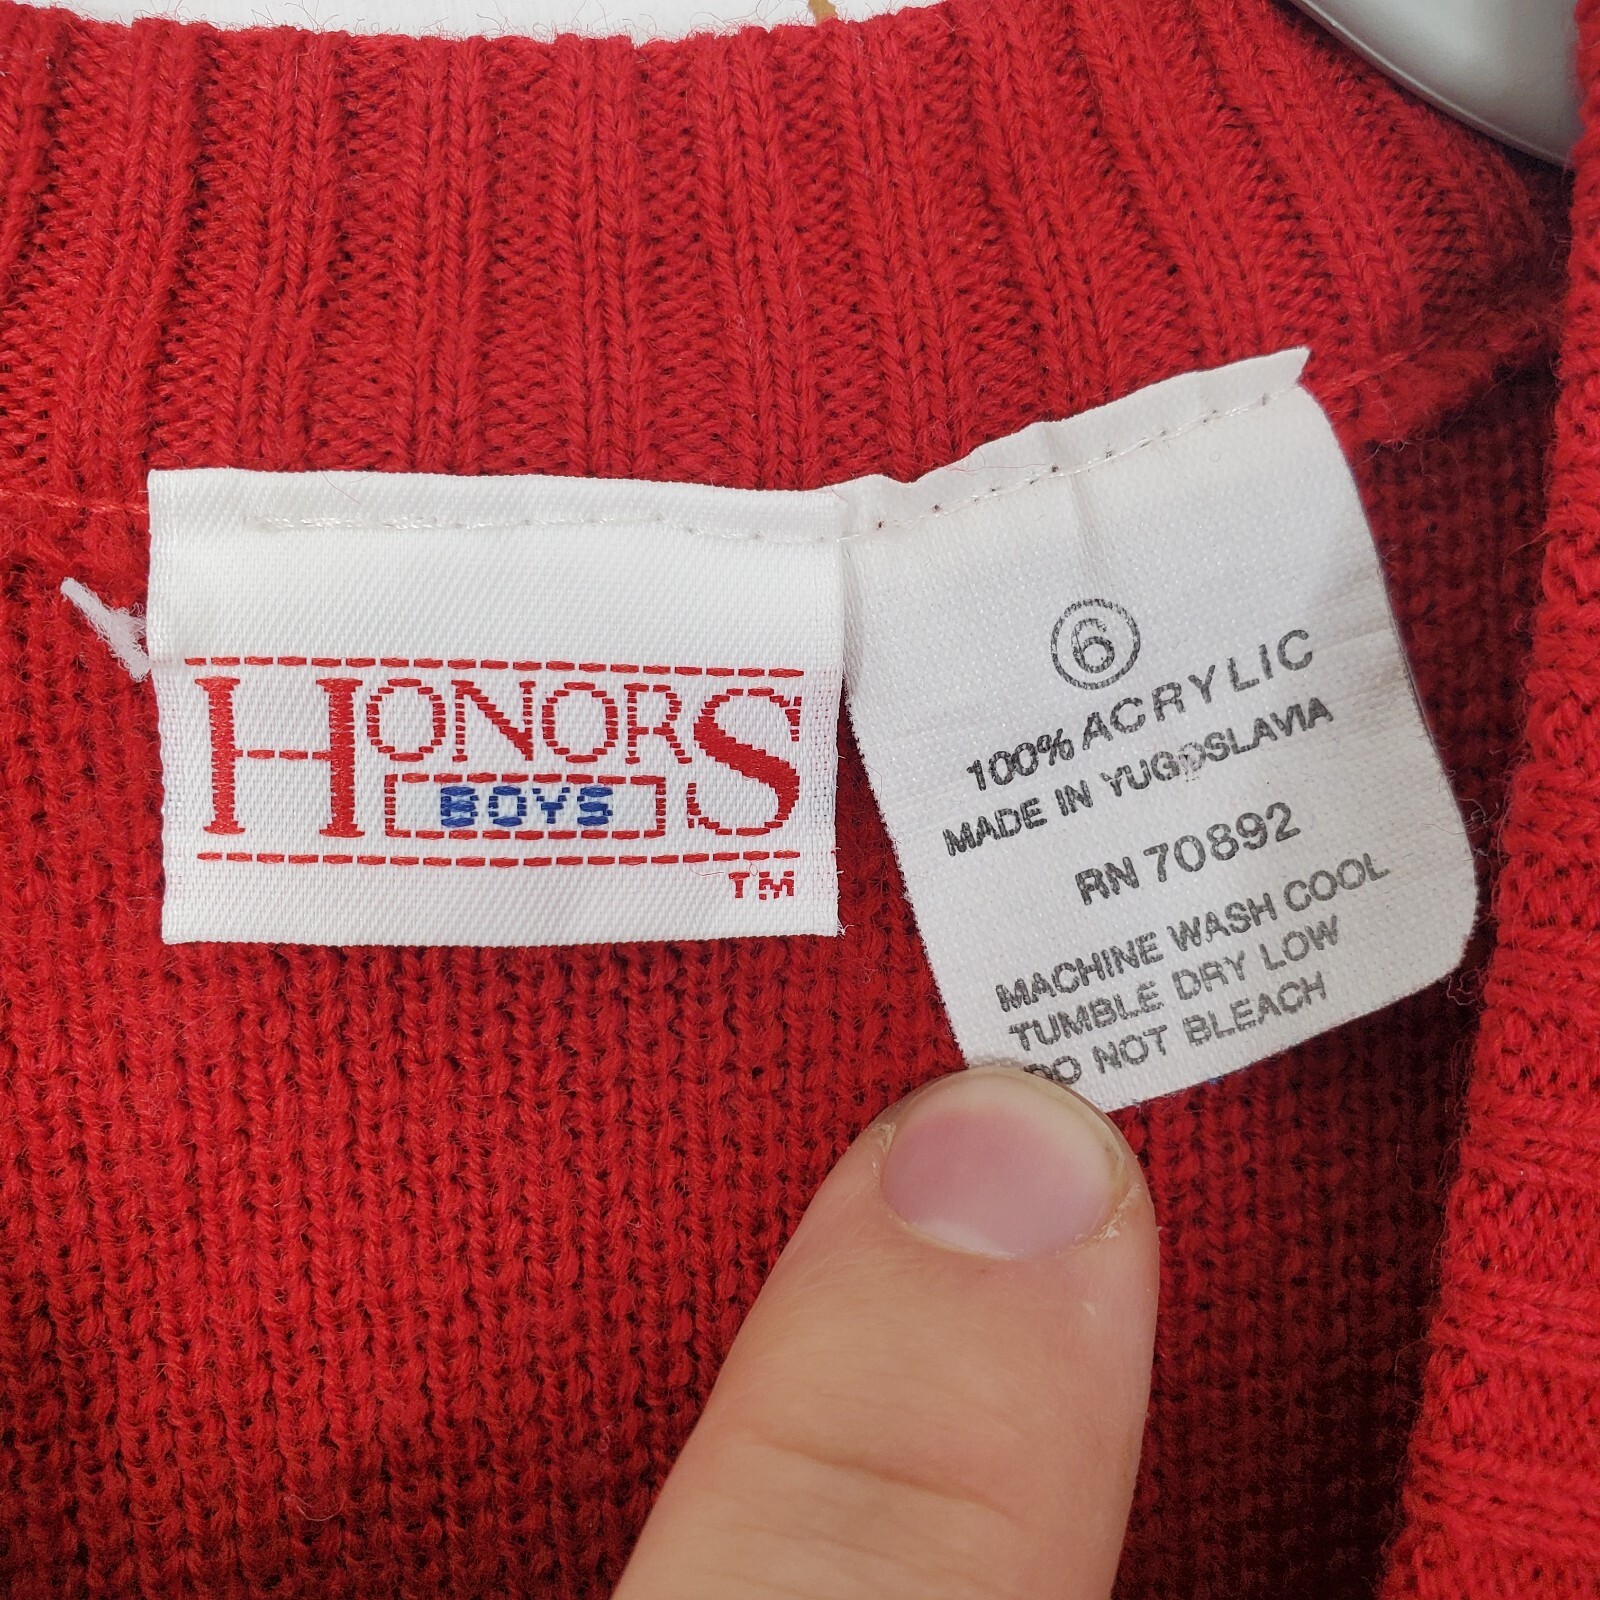 HONORS
BOYS
TM
6
100% ACRYLIC
MADE IN YUGOSLAVIA
RN 70892
MACHINE WASH COOL
TUMBLE DRY LOW
DO NOT BLEACH